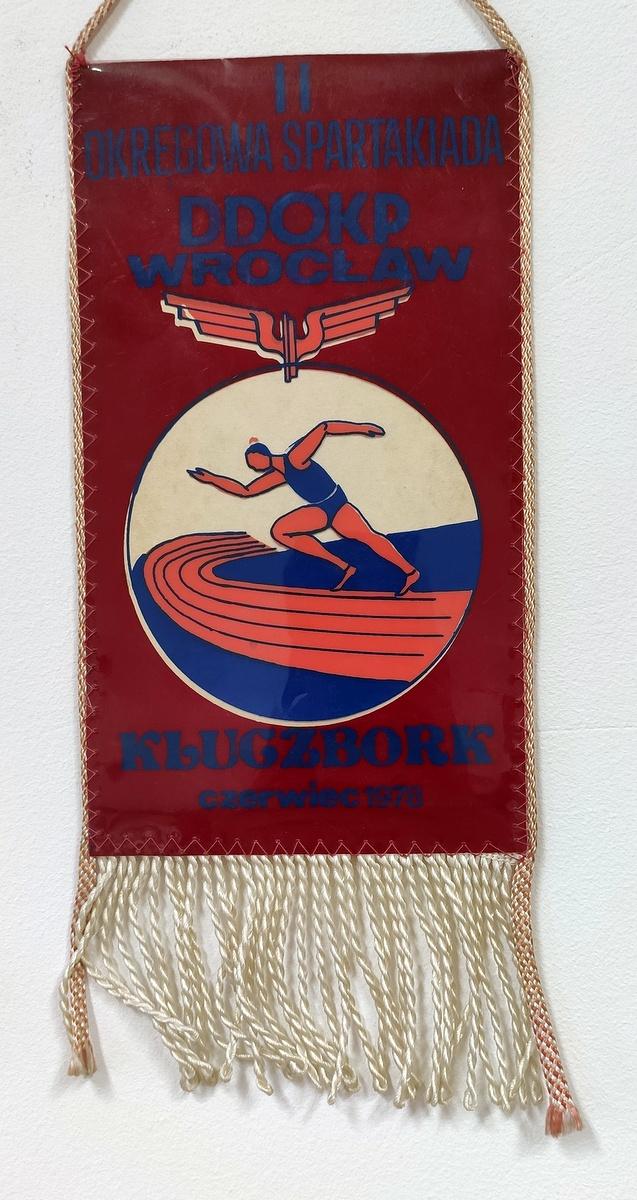 II
OKRĘGOWA SPARTAKIADA
DDOKP
WROCŁAW
KLUCZBORK
czerwiec 1978